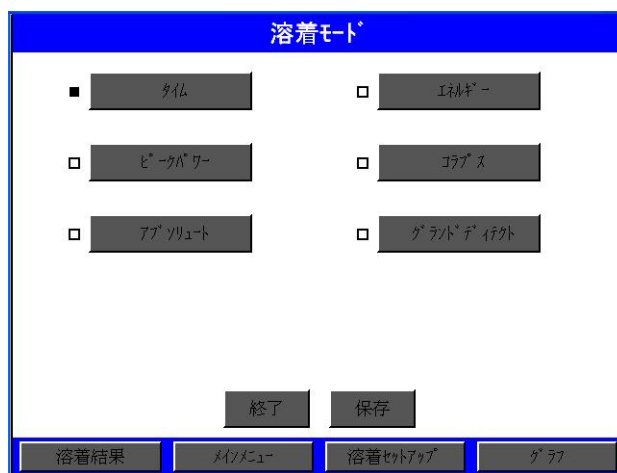 溶着ﾓｰﾄﾞ
ﾀｲﾑ
ｴﾈﾙｷﾞｰ
ﾋﾟｰｸﾊﾟﾜｰ
ｺﾗﾌﾟｽ
ｱﾌﾞｿﾘｭｰﾄ
ｸﾞﾗﾝﾄﾞﾃﾞｨﾃｸﾄ
終了
保存
溶着結果
ﾒｲﾝﾒﾆｭｰ
溶着ｾｯﾄｱｯﾌﾟ
ｸﾞﾗﾌ